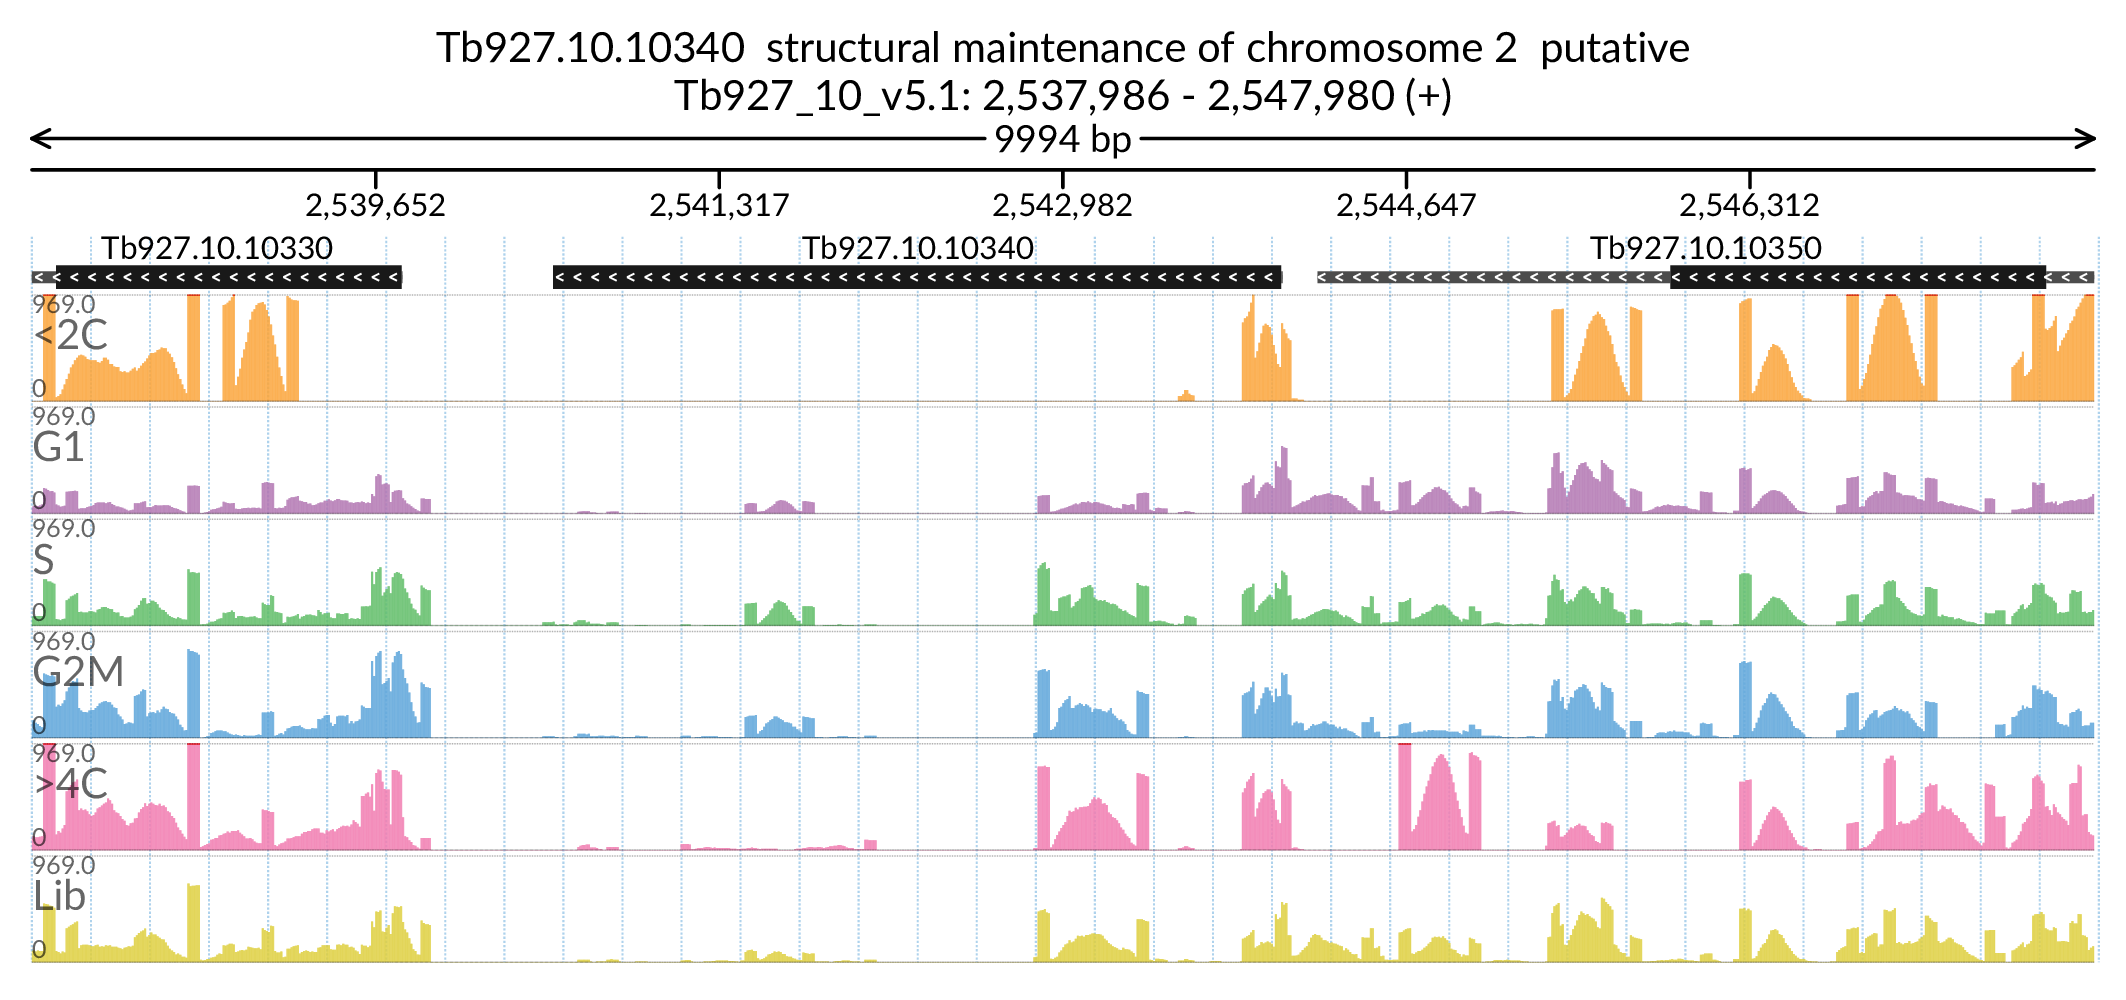 Tb927.10.10340  structural maintenance of chromosome 2  putative
Tb927_10_v5.1: 2,537,986 - 2,547,980 (+)
9994 bp
2,539,652 2,541,317 2,542,982 2,544,647 2,546,312
Tb927.10.10330 Tb927.10.10340 Tb927.10.10350
969.0
<2C
0
969.0
G1
0
969.0
S
0
969.0
G2M
0
969.0
>4C
0
969.0
Lib
0